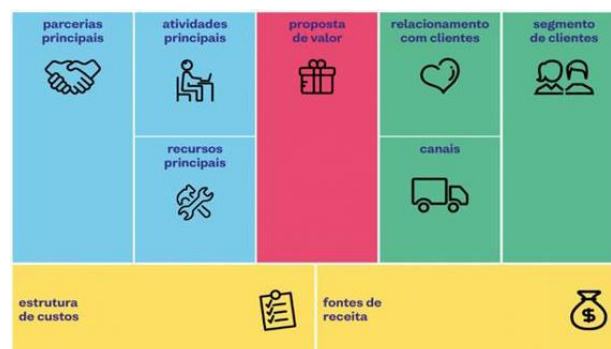 parcerias
principais
atividades
principais
proposta
de valor
relacionamento
com clientes
segmento
de clientes
recursos
principais
canais
estrutura
de custos
fontes de
receita
$